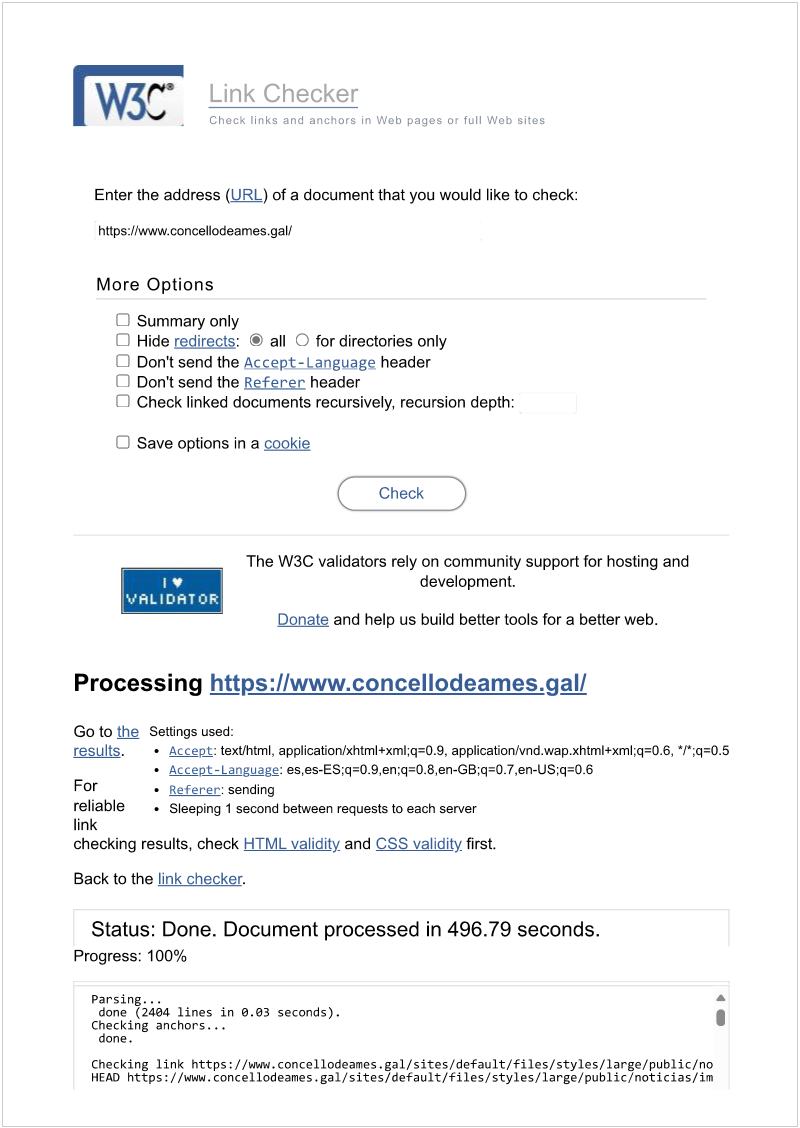 W3C®
Link Checker
Check links and anchors in Web pages or full Web sites
Enter the address (URL) of a document that you would like to check:
https://www.concellodeames.gal/
More Options
Summary only
Hide redirects: all for directories only
Don't send the Accept-Language header
Don't send the Referer header
Check linked documents recursively, recursion depth:
Save options in a cookie
Check
I ♥
VALIDATOR
The W3C validators rely on community support for hosting and
development.
Donate and help us build better tools for a better web.
Processing https://www.concellodeames.gal/
Go to the
results.
Settings used:
• Accept: text/html, application/xhtml+xml;q=0.9, application/vnd.wap.xhtml+xml;q=0.6, */*;q=0.5
• Accept-Language: es,es-ES;q=0.9,en;q=0.8,en-GB;q=0.7,en-US;q=0.6
• Referer: sending
• Sleeping 1 second between requests to each server
For
reliable
link
checking results, check HTML validity and CSS validity first.
Back to the link checker.
Status: Done. Document processed in 496.79 seconds.
Progress: 100%
Parsing...
done (2404 lines in 0.03 seconds).
Checking anchors...
done.
Checking link https://www.concellodeames.gal/sites/default/files/styles/large/public/no
HEAD https://www.concellodeames.gal/sites/default/files/styles/large/public/noticias/im